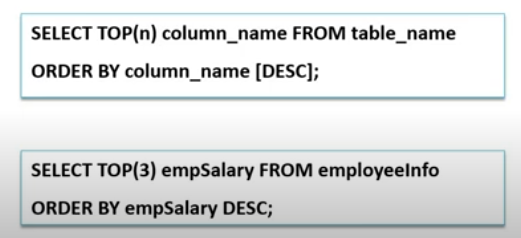 SELECT TOP(n) column_name FROM table_name
ORDER BY column_name [DESC];
SELECT TOP(3) empSalary FROM employeeInfo
ORDER BY empSalary DESC;